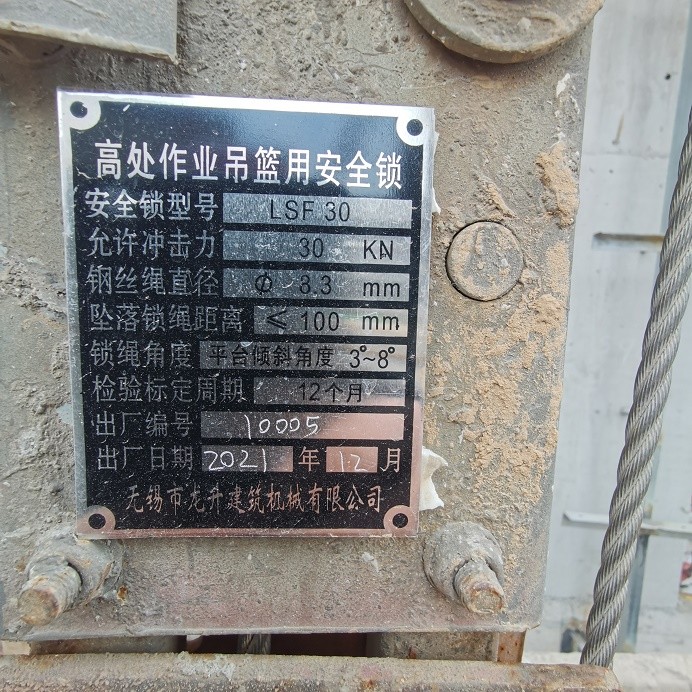 高处作业吊篮用安全锁
安全锁型号 LSF 30
允许冲击力 30 KN
钢丝绳直径 Φ 8.3 mm
坠落锁绳距离 ≤ 100 mm
锁绳角度 平台倾斜角度 3°~8°
检验标定周期 12个月
出厂编号 10005
出厂日期 2021 年 12 月
无锡市龙升建筑机械有限公司